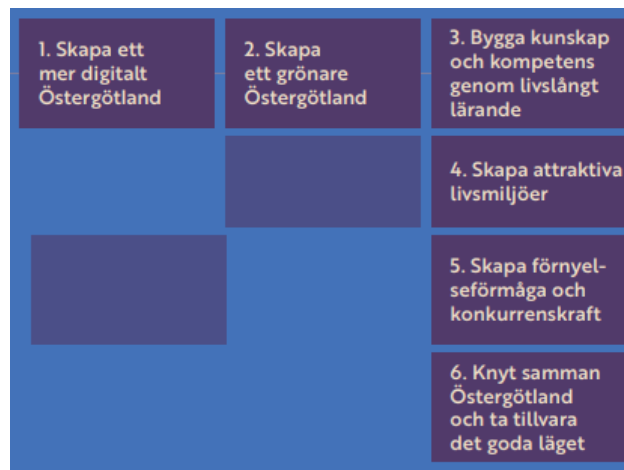 1. Skapa ett
mer digitalt
Östergötland
2. Skapa
ett grönare
Östergötland
3. Bygga kunskap
och kompetens
genom livslångt
lärande
4. Skapa attraktiva
livsmiljöer
5. Skapa förnyel-
seförmåga och
konkurrenskraft
6. Knyt samman
Östergötland
och ta tillvara
det goda läget